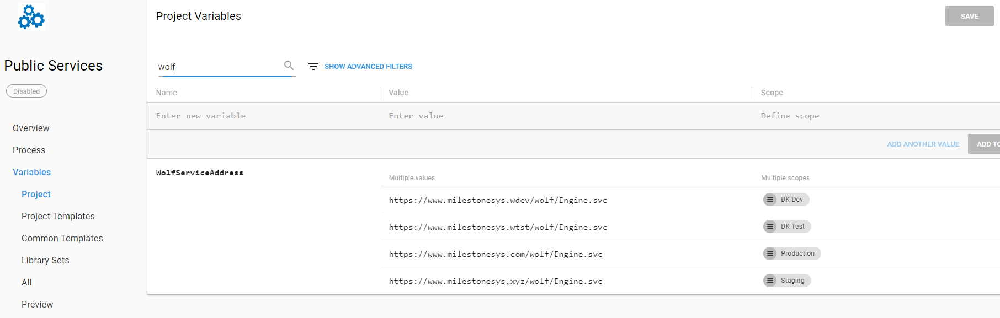 Project Variables
SAVE
Public Services
Disabled
wolf
SHOW ADVANCED FILTERS
Name Value Scope
Enter new variable Enter value Define scope
ADD ANOTHER VALUE ADD TO
Overview
Process
Variables
Project
Project Templates
Common Templates
Library Sets
All
Preview
WolfServiceAddress
Multiple values Multiple scopes
https://www.milestonesys.wdev/wolf/Engine.svc DK Dev
https://www.milestonesys.wtst/wolf/Engine.svc DK Test
https://www.milestonesys.com/wolf/Engine.svc Production
https://www.milestonesys.xyz/wolf/Engine.svc Staging